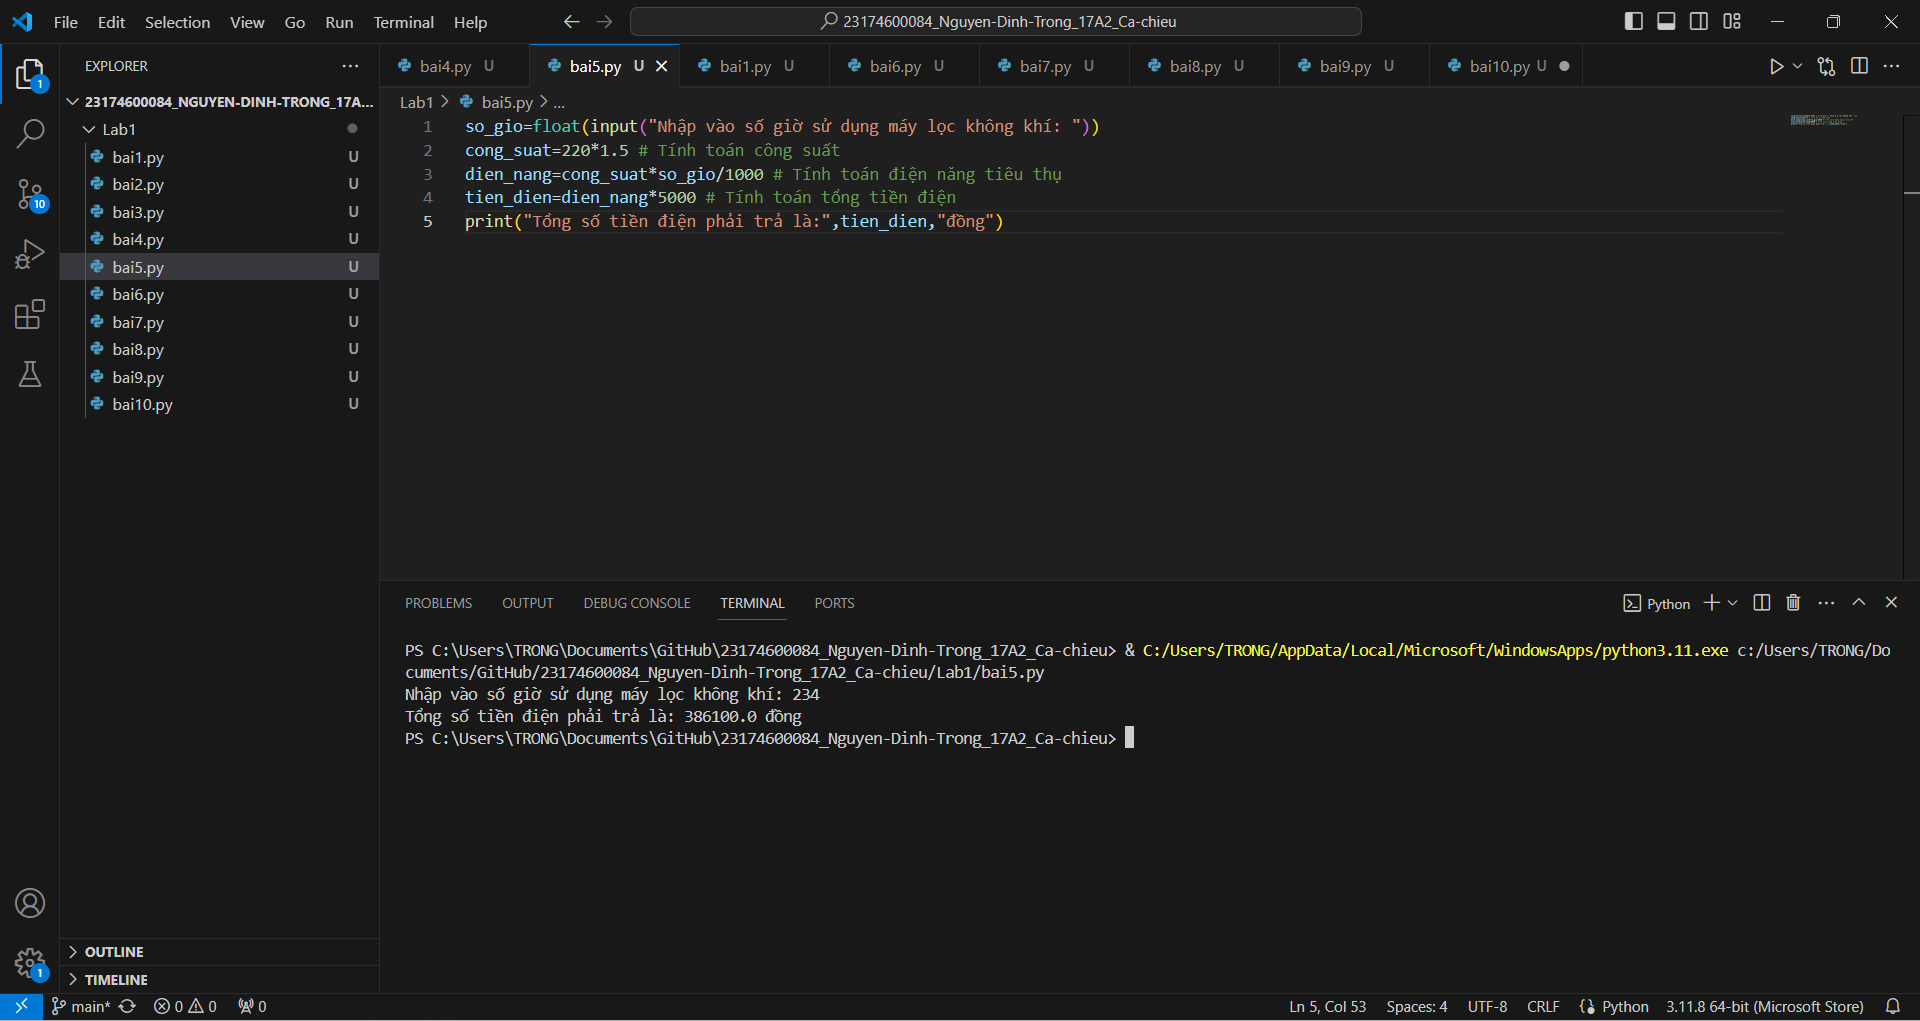 File Edit Selection View Go Run Terminal Help
23174600084_Nguyen-Dinh-Trong_17A2_Ca-chieu
EXPLORER
23174600084_NGUYEN-DINH-TRONG_17A...
Lab1
bai1.py U
bai2.py U
bai3.py U
bai4.py U
bai5.py U
bai6.py U
bai7.py U
bai8.py U
bai9.py U
bai10.py U
OUTLINE
TIMELINE
1
10
1
bai4.py U bai5.py U bai1.py U bai6.py U bai7.py U bai8.py U bai9.py U bai10.py U
Lab1 > bai5.py > ...
1 so_gio=float(input("Nhập vào số giờ sử dụng máy lọc không khí: "))
2 cong_suat=220*1.5 # Tính toán công suất
3 dien_nang=cong_suat*so_gio/1000 # Tính toán điện năng tiêu thụ
4 tien_dien=dien_nang*5000 # Tính toán tổng tiền điện
5 print("Tổng số tiền điện phải trả là:",tien_dien,"đồng")
PROBLEMS OUTPUT DEBUG CONSOLE TERMINAL PORTS
Python
PS C:\Users\TRONG\Documents\GitHub\23174600084_Nguyen-Dinh-Trong_17A2_Ca-chieu> & C:/Users/TRONG/AppData/Local/Microsoft/WindowsApps/python3.11.exe c:/Users/TRONG/Do
cuments/GitHub/23174600084_Nguyen-Dinh-Trong_17A2_Ca-chieu/Lab1/bai5.py
Nhập vào số giờ sử dụng máy lọc không khí: 234
Tổng số tiền điện phải trả là: 386100.0 đồng
PS C:\Users\TRONG\Documents\GitHub\23174600084_Nguyen-Dinh-Trong_17A2_Ca-chieu>
main* 0 0 0 Ln 5, Col 53 Spaces: 4 UTF-8 CRLF Python 3.11.8 64-bit (Microsoft Store)